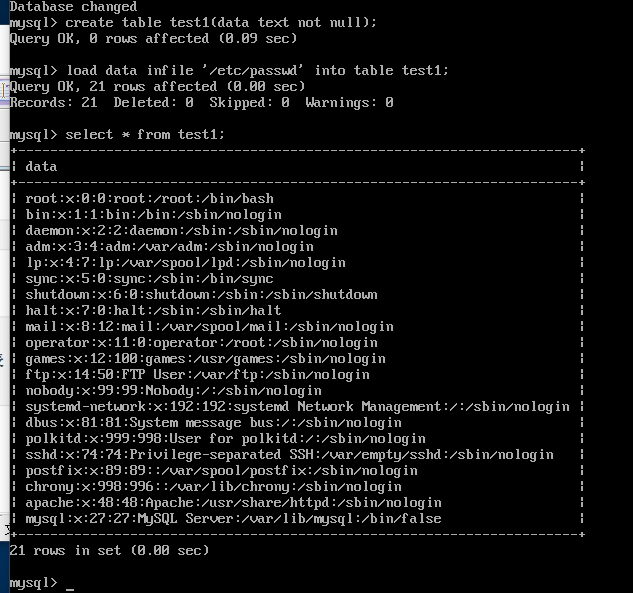 Database changed
mysql> create table test1(data text not null);
Query OK, 0 rows affected (0.09 sec)
mysql> load data infile '/etc/passwd' into table test1;
Query OK, 21 rows affected (0.00 sec)
Records: 21  Deleted: 0  Skipped: 0  Warnings: 0
mysql> select * from test1;
+----------------------------------------------------------------------+
| data |
+----------------------------------------------------------------------+
| root:x:0:0:root:/root:/bin/bash |
| bin:x:1:1:bin:/bin:/sbin/nologin |
| daemon:x:2:2:daemon:/sbin:/sbin/nologin |
| adm:x:3:4:adm:/var/adm:/sbin/nologin |
| lp:x:4:7:lp:/var/spool/lpd:/sbin/nologin |
| sync:x:5:0:sync:/sbin:/bin/sync |
| shutdown:x:6:0:shutdown:/sbin:/sbin/shutdown |
| halt:x:7:0:halt:/sbin:/sbin/halt |
| mail:x:8:12:mail:/var/spool/mail:/sbin/nologin |
| operator:x:11:0:operator:/root:/sbin/nologin |
| games:x:12:100:games:/usr/games:/sbin/nologin |
| ftp:x:14:50:FTP User:/var/ftp:/sbin/nologin |
| nobody:x:99:99:Nobody:/:/sbin/nologin |
| systemd-network:x:192:192:systemd Network Management:/:/sbin/nologin |
| dbus:x:81:81:System message bus:/:/sbin/nologin |
| polkitd:x:999:998:User for polkitd:/:/sbin/nologin |
| sshd:x:74:74:Privilege-separated SSH:/var/empty/sshd:/sbin/nologin |
| postfix:x:89:89::/var/spool/postfix:/sbin/nologin |
| chrony:x:998:996::/var/lib/chrony:/sbin/nologin |
| apache:x:48:48:Apache:/usr/share/httpd:/sbin/nologin |
| mysql:x:27:27:MySQL Server:/var/lib/mysql:/bin/false |
+----------------------------------------------------------------------+
21 rows in set (0.00 sec)
mysql> _